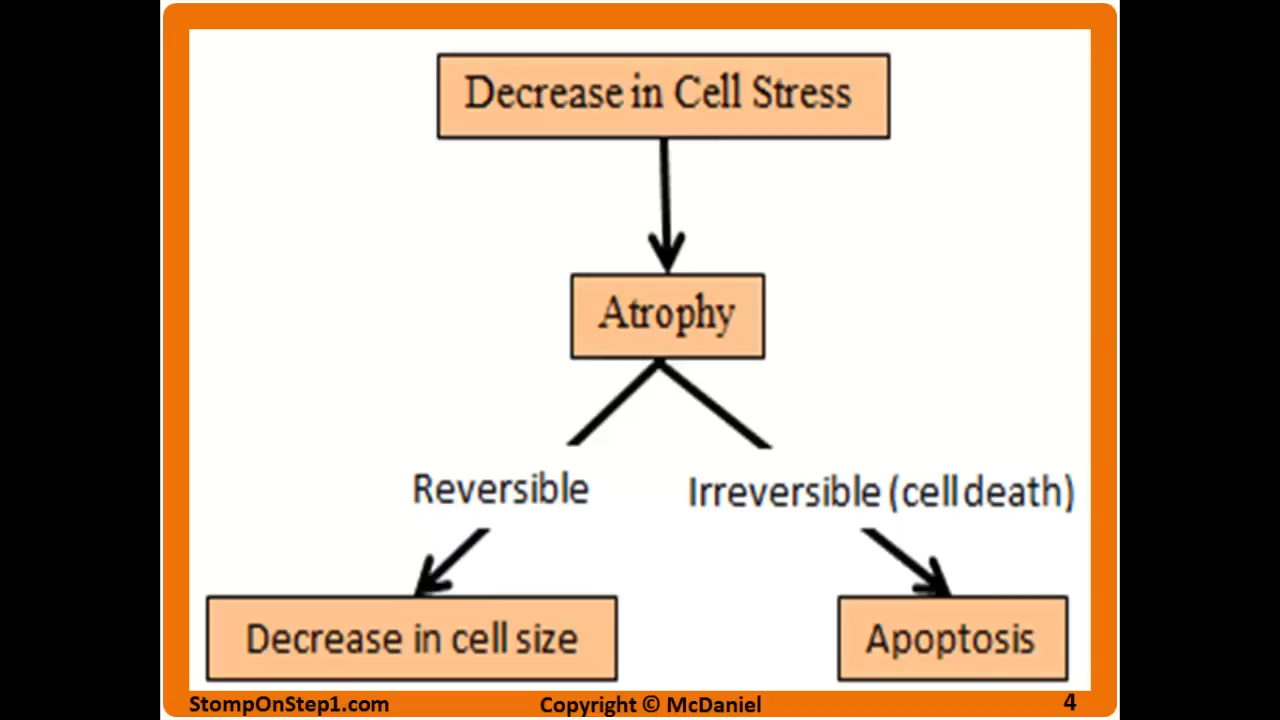 Decrease in Cell Stress
Atrophy
Reversible
Irreversible (cell death)
Decrease in cell size
Apoptosis
StompOnStep1.com
Copyright © McDaniel
4